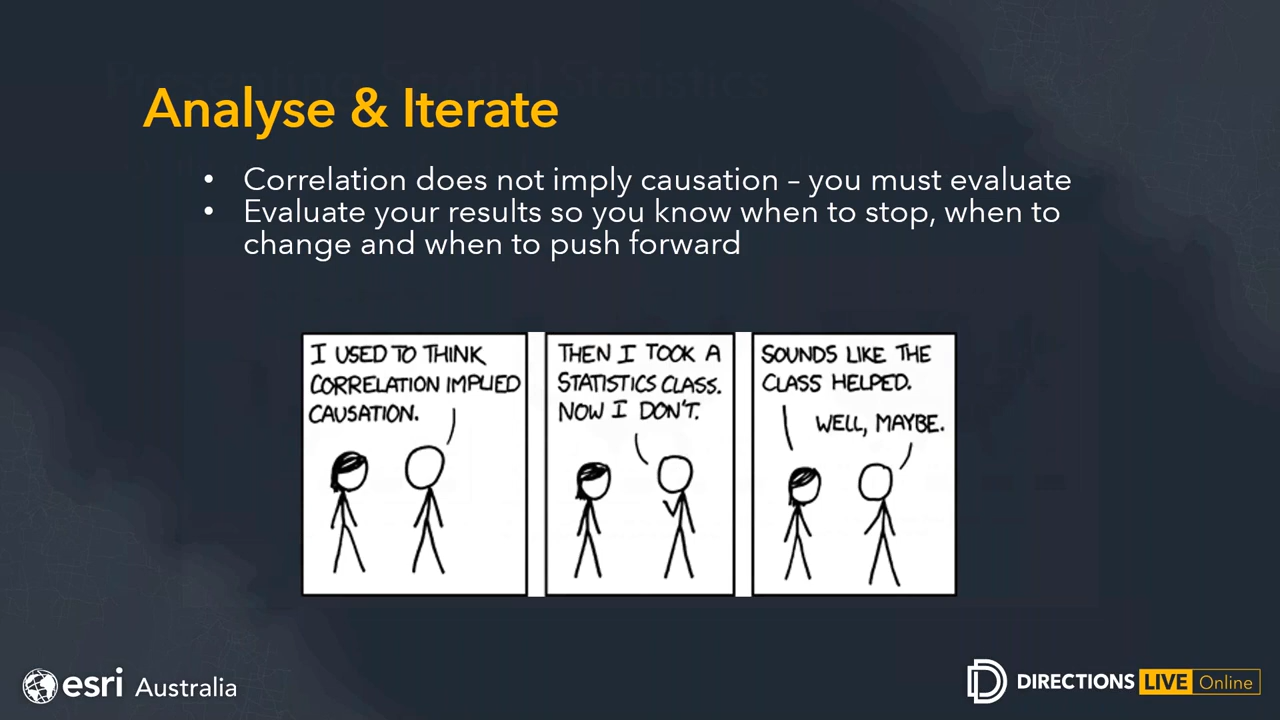 Analyse & Iterate
• Correlation does not imply causation – you must evaluate
• Evaluate your results so you know when to stop, when to
change and when to push forward
I USED TO THINK
CORRELATION IMPLIED
CAUSATION.
THEN I TOOK A
STATISTICS CLASS.
NOW I DON'T.
SOUNDS LIKE THE
CLASS HELPED.
WELL, MAYBE.
esri Australia
DIRECTIONS LIVE Online